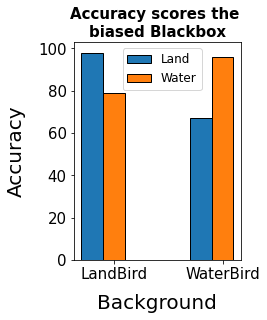 Accuracy scores the
biased Blackbox
Land
Water
100
80
60
40
20
0
Accuracy
LandBird WaterBird
Background